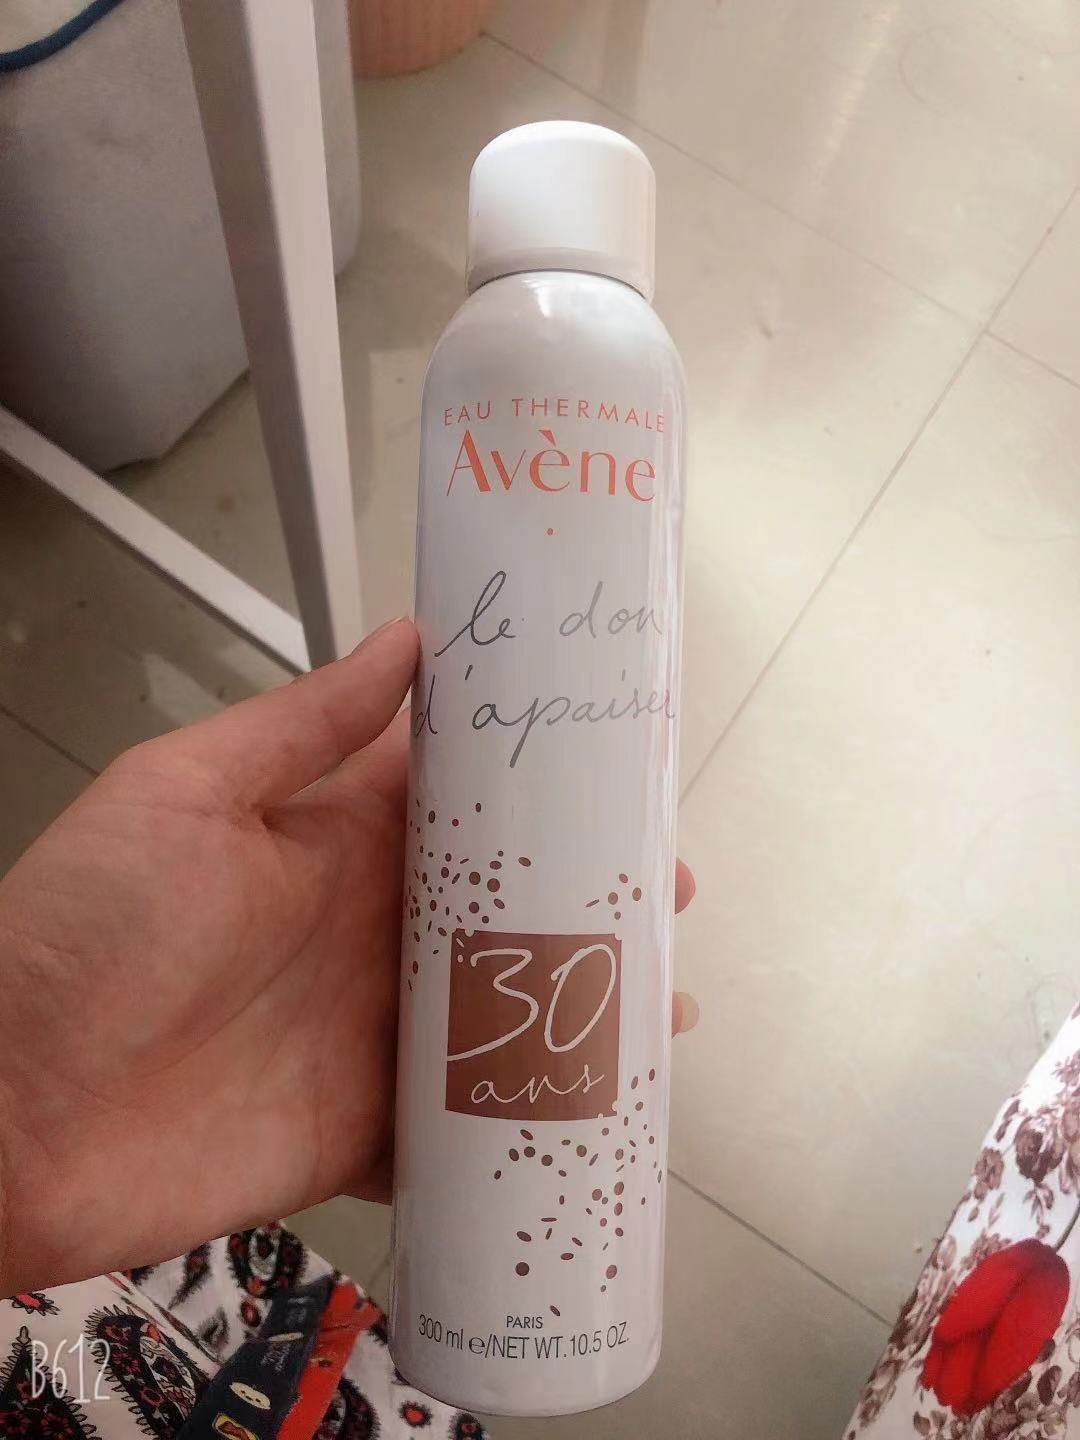 EAU THERMALE
Avène
le don
d'apaiser
30
ans
PARIS
300 ml e/NET WT. 10.5 OZ.
B612